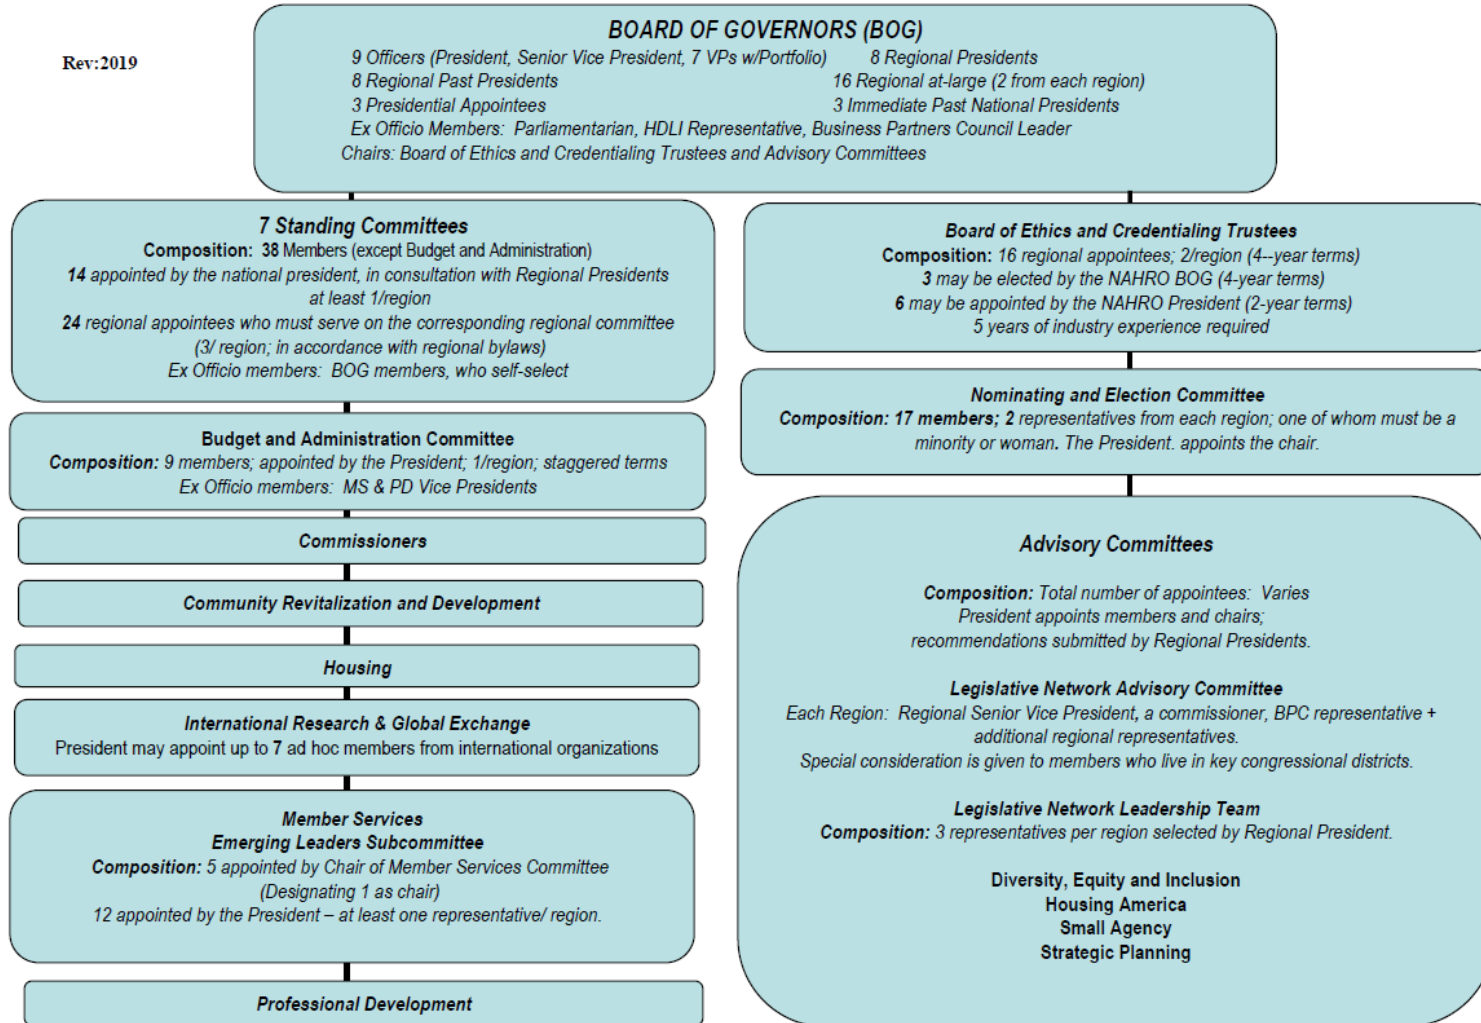 Rev:2019
BOARD OF GOVERNORS (BOG)
9 Officers (President, Senior Vice President, 7 VPs w/Portfolio) 8 Regional Presidents
8 Regional Past Presidents 16 Regional at-large (2 from each region)
3 Presidential Appointees 3 Immediate Past National Presidents
Ex Officio Members: Parliamentarian, HDLI Representative, Business Partners Council Leader
Chairs: Board of Ethics and Credentialing Trustees and Advisory Committees
7 Standing Committees
Composition: 38 Members (except Budget and Administration)
14 appointed by the national president, in consultation with Regional Presidents
at least 1/region
24 regional appointees who must serve on the corresponding regional committee
(3/ region; in accordance with regional bylaws)
Ex Officio members: BOG members, who self-select
Budget and Administration Committee
Composition: 9 members; appointed by the President; 1/region; staggered terms
Ex Officio members: MS & PD Vice Presidents
Commissioners
Community Revitalization and Development
Housing
International Research & Global Exchange
President may appoint up to 7 ad hoc members from international organizations
Member Services
Emerging Leaders Subcommittee
Composition: 5 appointed by Chair of Member Services Committee
(Designating 1 as chair)
12 appointed by the President – at least one representative/ region.
Professional Development
Board of Ethics and Credentialing Trustees
Composition: 16 regional appointees; 2/region (4--year terms)
3 may be elected by the NAHRO BOG (4-year terms)
6 may be appointed by the NAHRO President (2-year terms)
5 years of industry experience required
Nominating and Election Committee
Composition: 17 members; 2 representatives from each region; one of whom must be a
minority or woman. The President. appoints the chair.
Advisory Committees
Composition: Total number of appointees: Varies
President appoints members and chairs;
recommendations submitted by Regional Presidents.
Legislative Network Advisory Committee
Each Region: Regional Senior Vice President, a commissioner, BPC representative +
additional regional representatives.
Special consideration is given to members who live in key congressional districts.
Legislative Network Leadership Team
Composition: 3 representatives per region selected by Regional President.
Diversity, Equity and Inclusion
Housing America
Small Agency
Strategic Planning